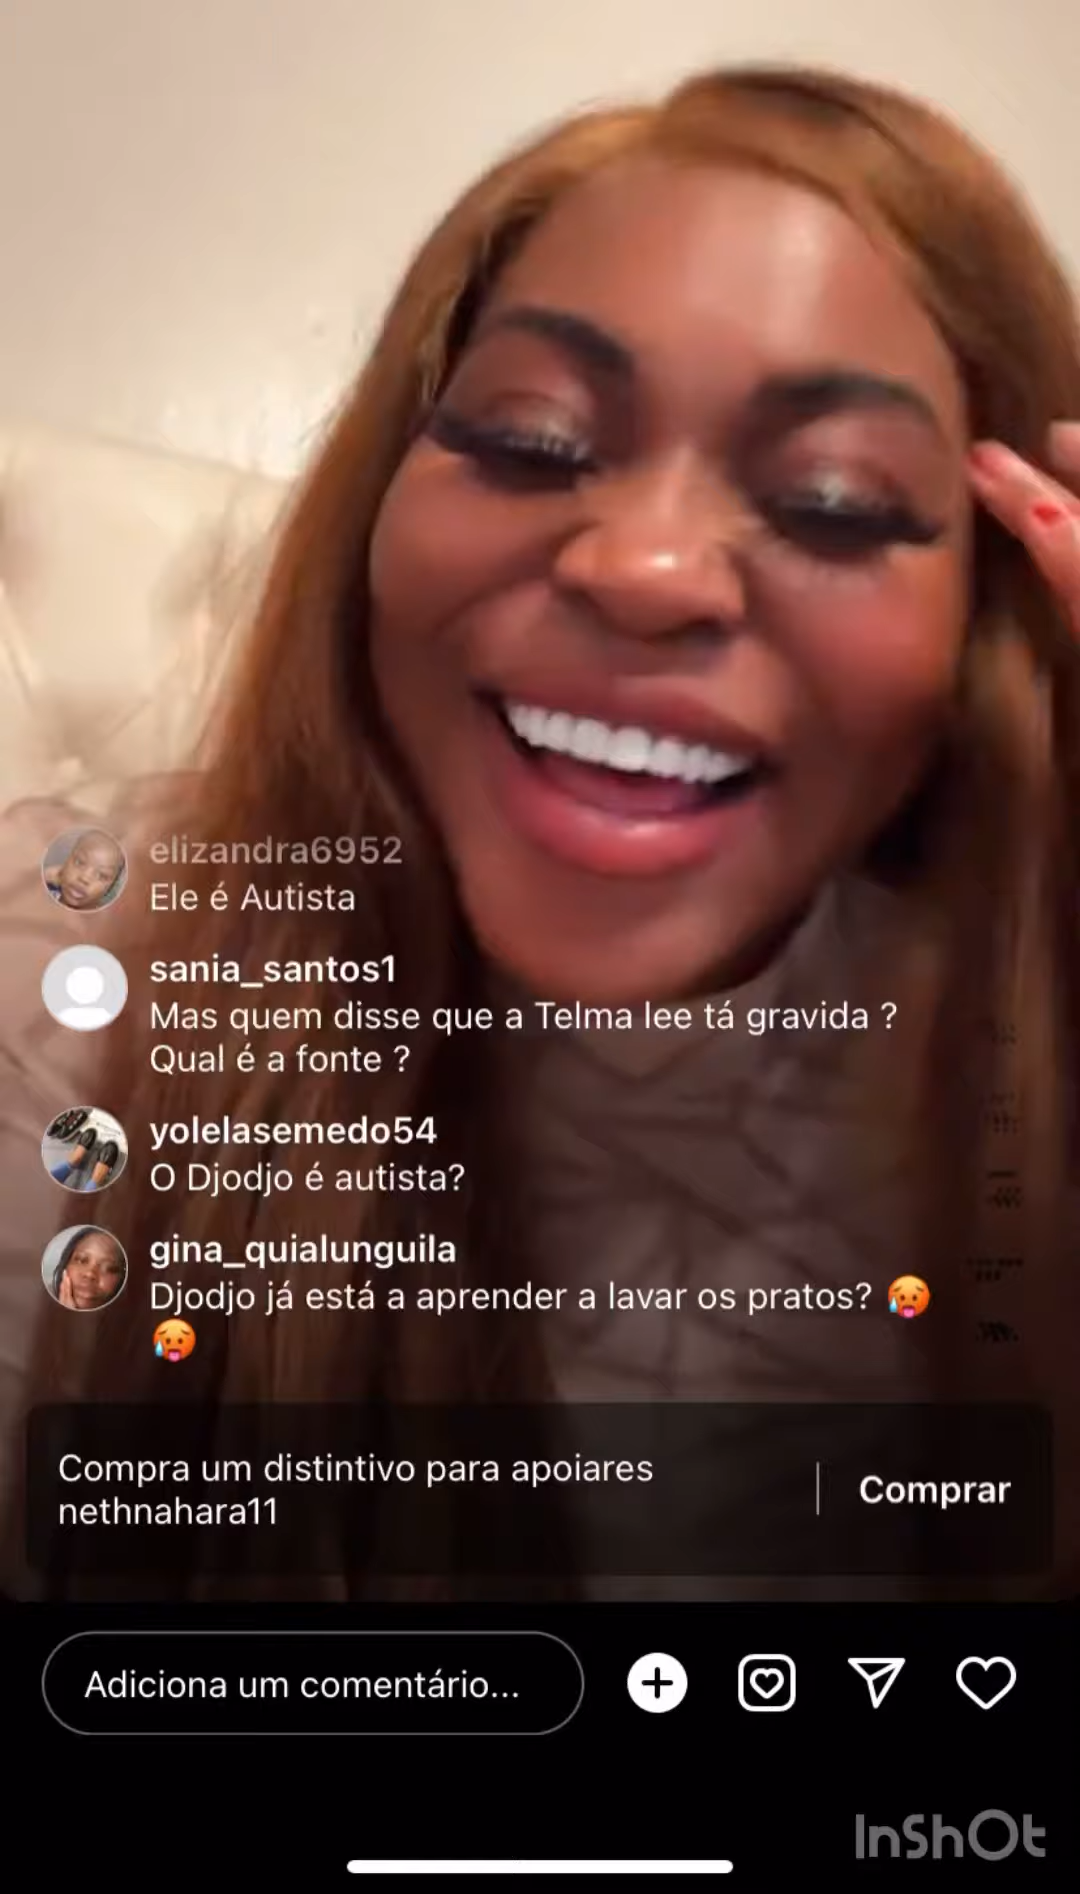 elizandra6952
Ele é Autista
sania_santos1
Mas quem disse que a Telma lee tá gravida ?
Qual é a fonte ?
yolelasemedo54
O Djodjo é autista?
gina_quialunguila
Djodjo já está a aprender a lavar os pratos? 🥵
🥵
Compra um distintivo para apoiares
nethnahara11
Comprar
Adiciona um comentário...
InShOt